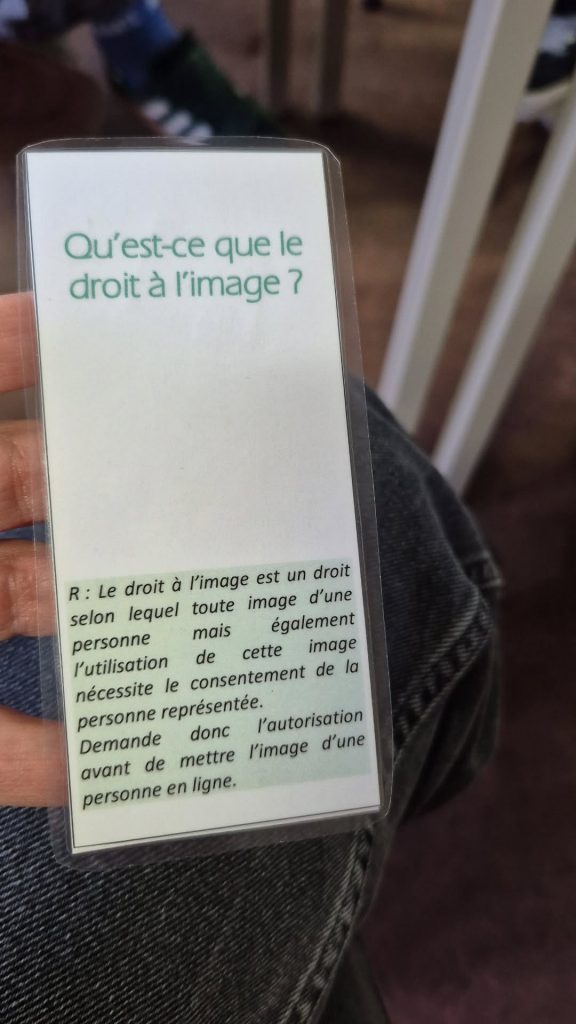 Qu'est-ce que le
droit à l'image ?
R : Le droit à l'image est un droit
selon lequel toute image d'une
personne mais également
l'utilisation de cette image
nécessite le consentement de la
personne représentée.
Demande donc l'autorisation
avant de mettre l'image d'une
personne en ligne.